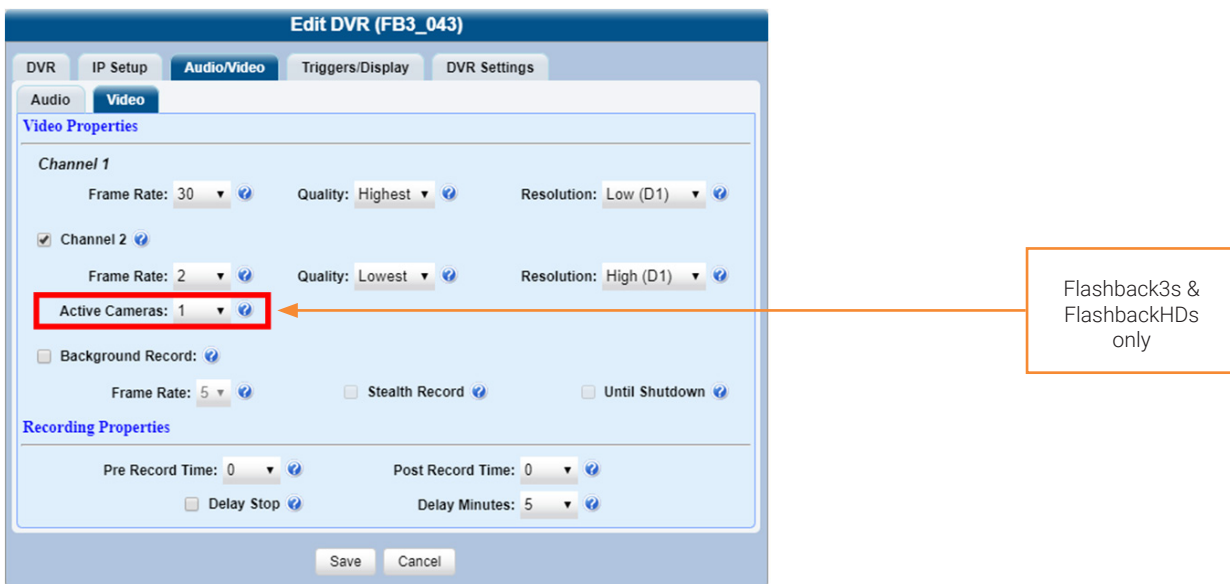 Edit DVR (FB3_043)
DVR IP Setup Audio/Video Triggers/Display DVR Settings
Audio Video
Video Properties
Channel 1
Frame Rate: 30 Quality: Highest Resolution: Low (D1)
Channel 2
Frame Rate: 2 Quality: Lowest Resolution: High (D1)
Active Cameras: 1
Flashback3s &
FlashbackHDs
only
Background Record:
Frame Rate: 5 Stealth Record Until Shutdown
Recording Properties
Pre Record Time: 0 Post Record Time: 0
Delay Stop Delay Minutes: 5
Save Cancel